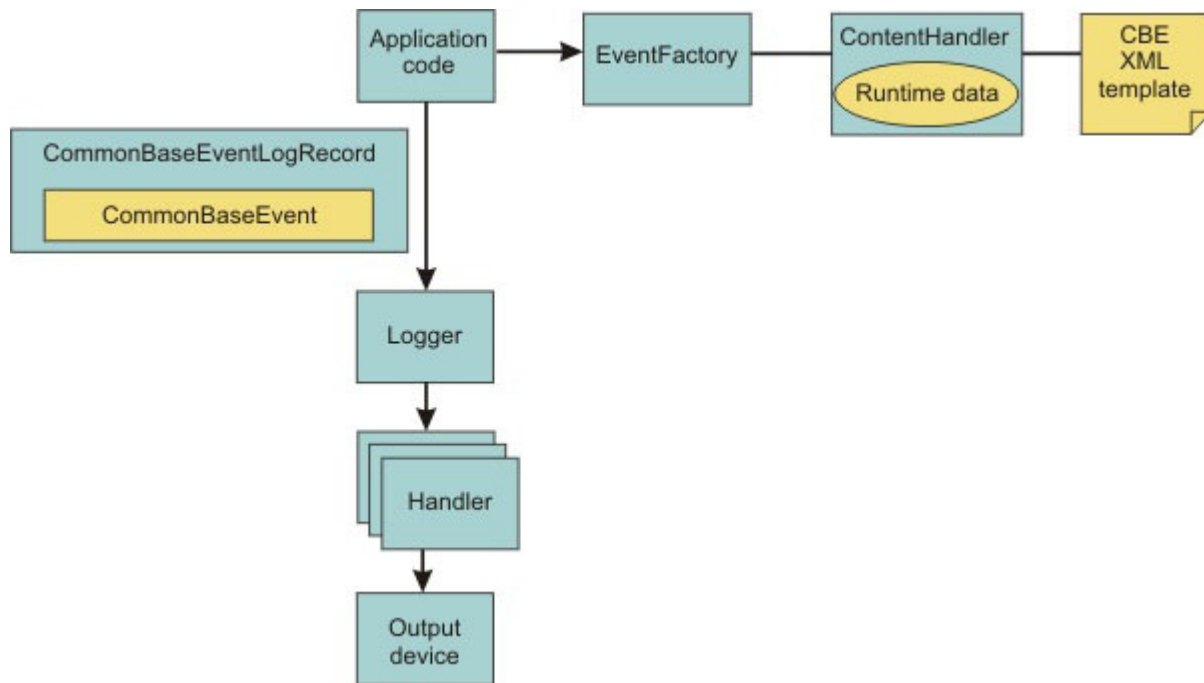 Application
code
EventFactory
ContentHandler
Runtime data
CBE
XML
template
CommonBaseEventLogRecord
CommonBaseEvent
Logger
Handler
Output
device